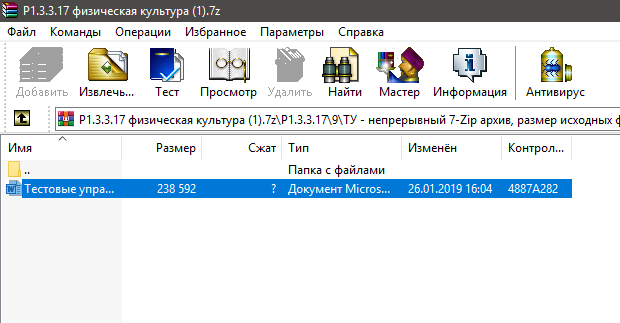 P1.3.3.17 физическая культура (1).7z
Файл Команды Операции Избранное Параметры Справка
Добавить Извлечь... Тест Просмотр Удалить Найти Мастер Информация Антивирус
P1.3.3.17 физическая культура (1).7z\P1.3.3.17\9\ТУ - непрерывный 7-Zip архив, размер исходных ф
Имя Размер Сжат Тип Изменён Контрол...
.. Папка с файлами
Тестовые упра... 238 592 ? Документ Micros... 26.01.2019 16:04 4887A282